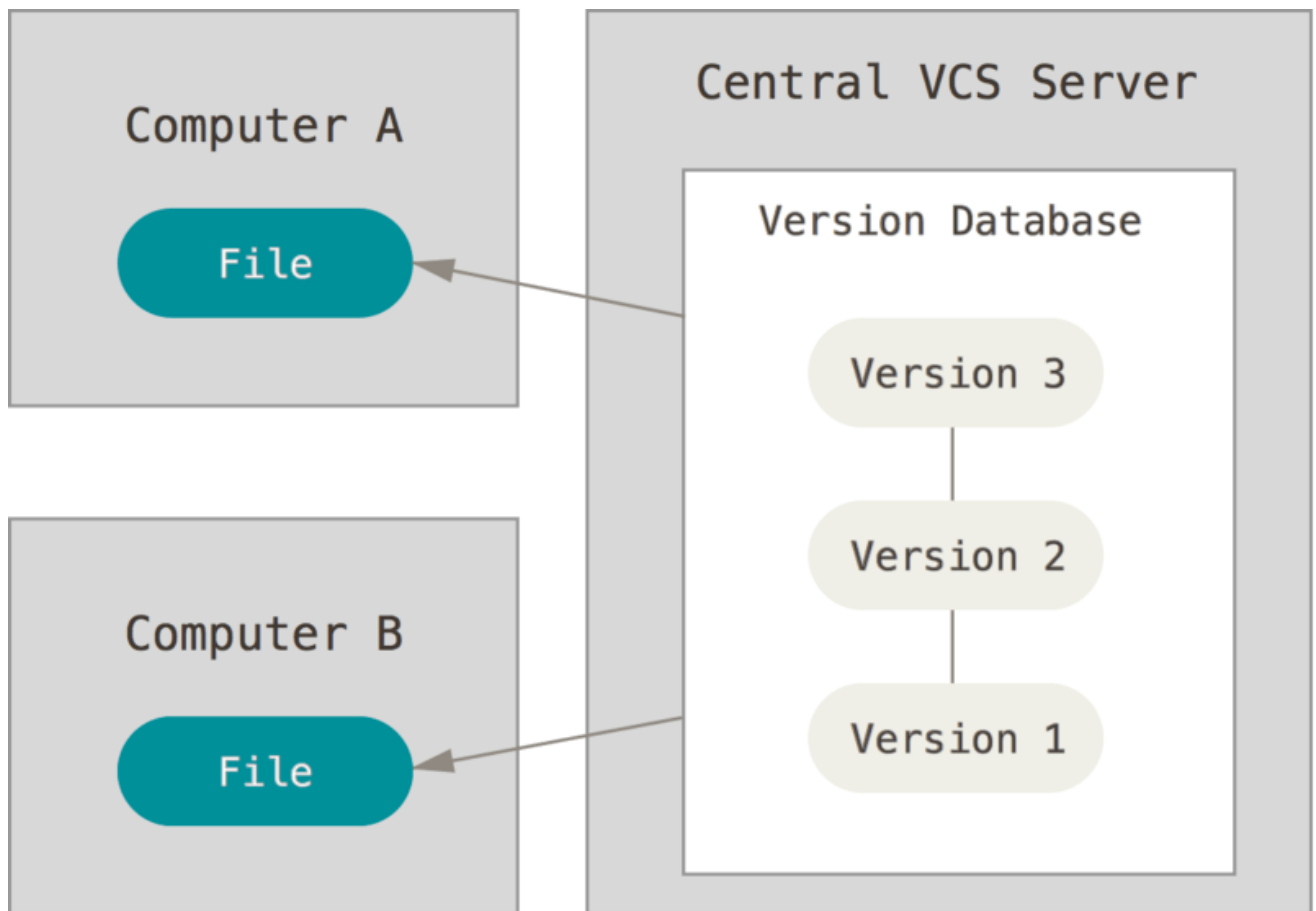 Computer A
File
Computer B
File
Central VCS Server
Version Database
Version 3
Version 2
Version 1